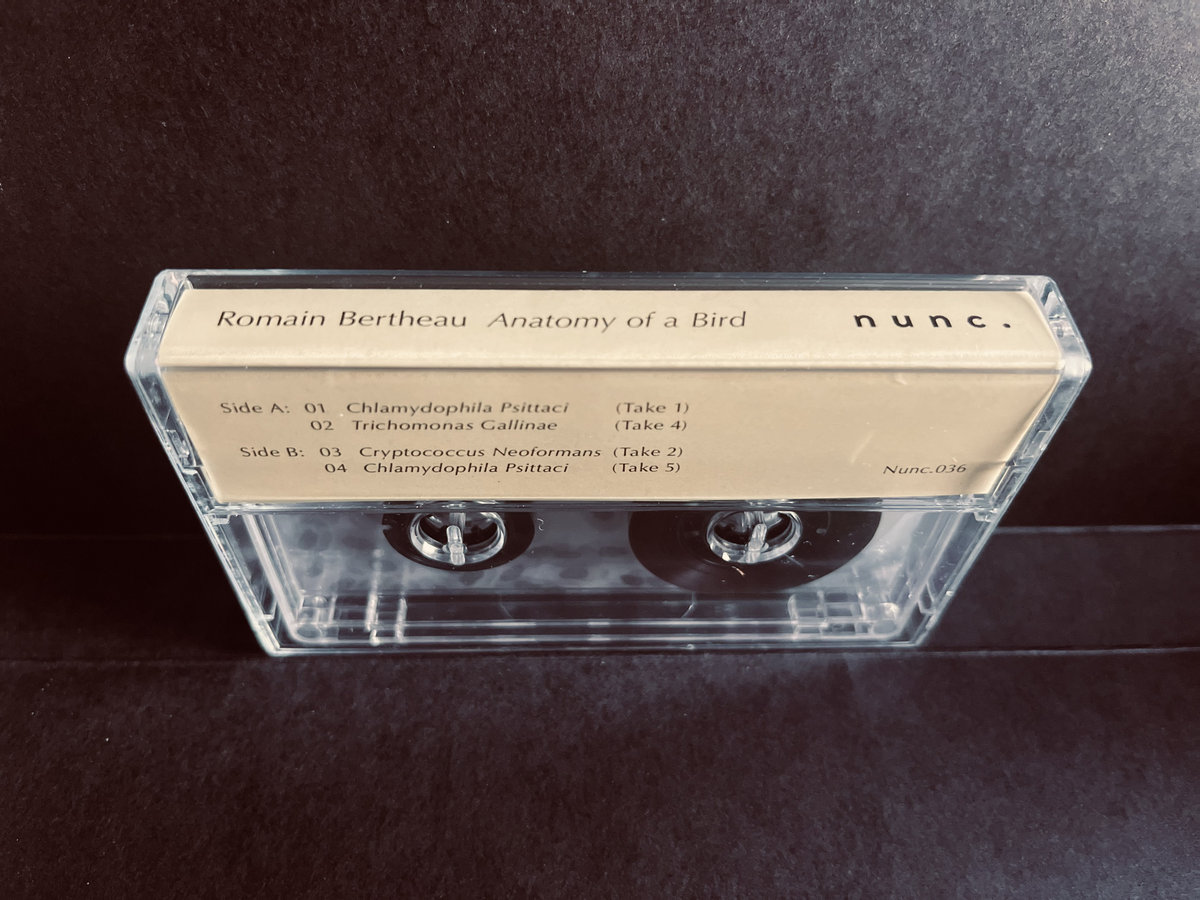 Romain Bertheau Anatomy of a Bird nunc.
Side A: 01 Chlamydophila Psittaci (Take 1)
02 Trichomonas Gallinae (Take 4)
Side B: 03 Cryptococcus Neoformans (Take 2)
04 Chlamydophila Psittaci (Take 5)
Nunc.036